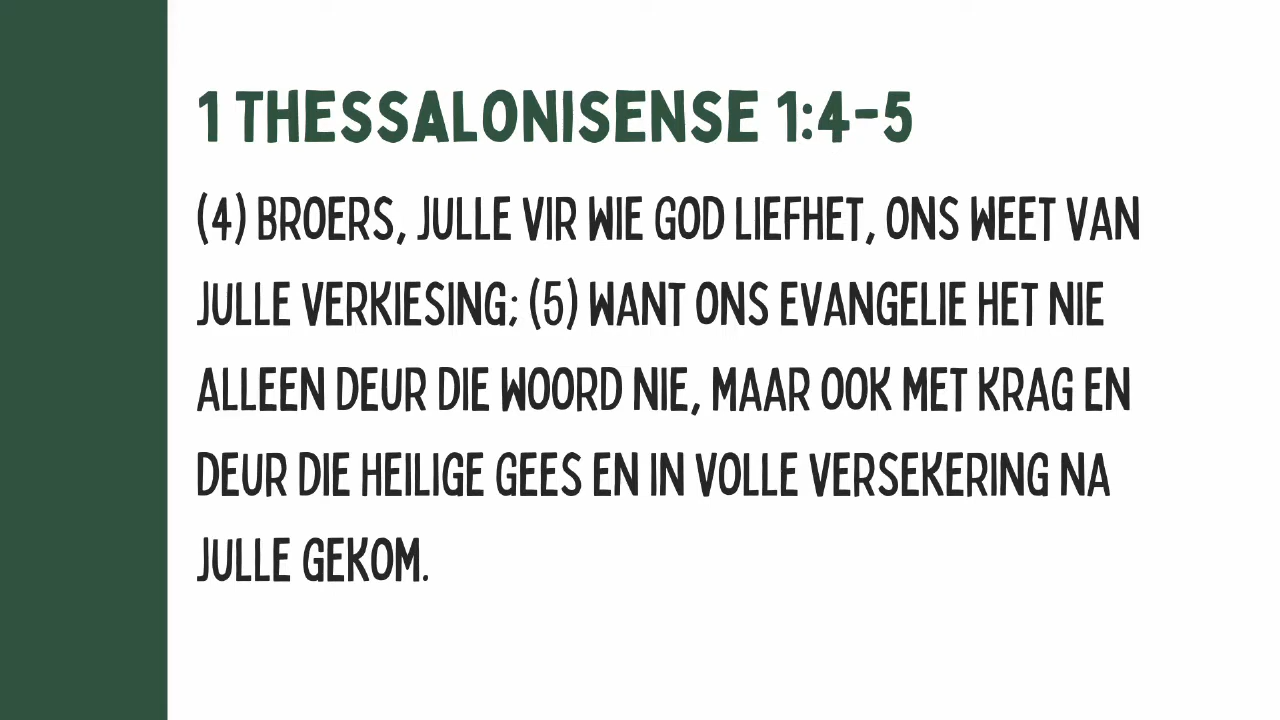 1 THESSALONISENSE 1:4-5
(4) BROERS, JULLE VIR WIE GOD LIEFHET, ONS WEET VAN
JULLE VERKIESING; (5) WANT ONS EVANGELIE HET NIE
ALLEEN DEUR DIE WOORD NIE, MAAR OOK MET KRAG EN
DEUR DIE HEILIGE GEES EN IN VOLLE VERSEKERING NA
JULLE GEKOM.